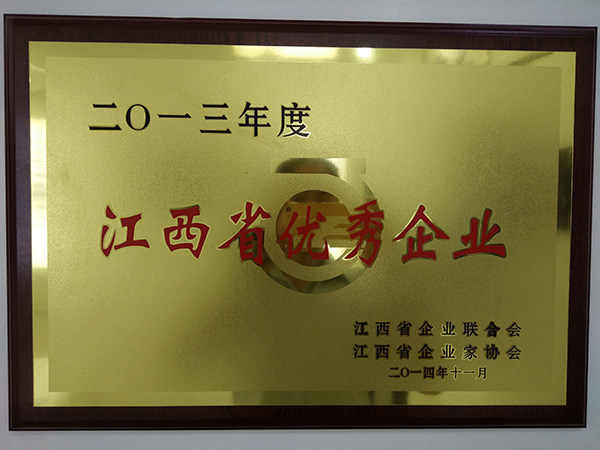 二〇一三年度
江西省优秀企业
江西省企业联合会
江西省企业家协会
二〇一四年十一月